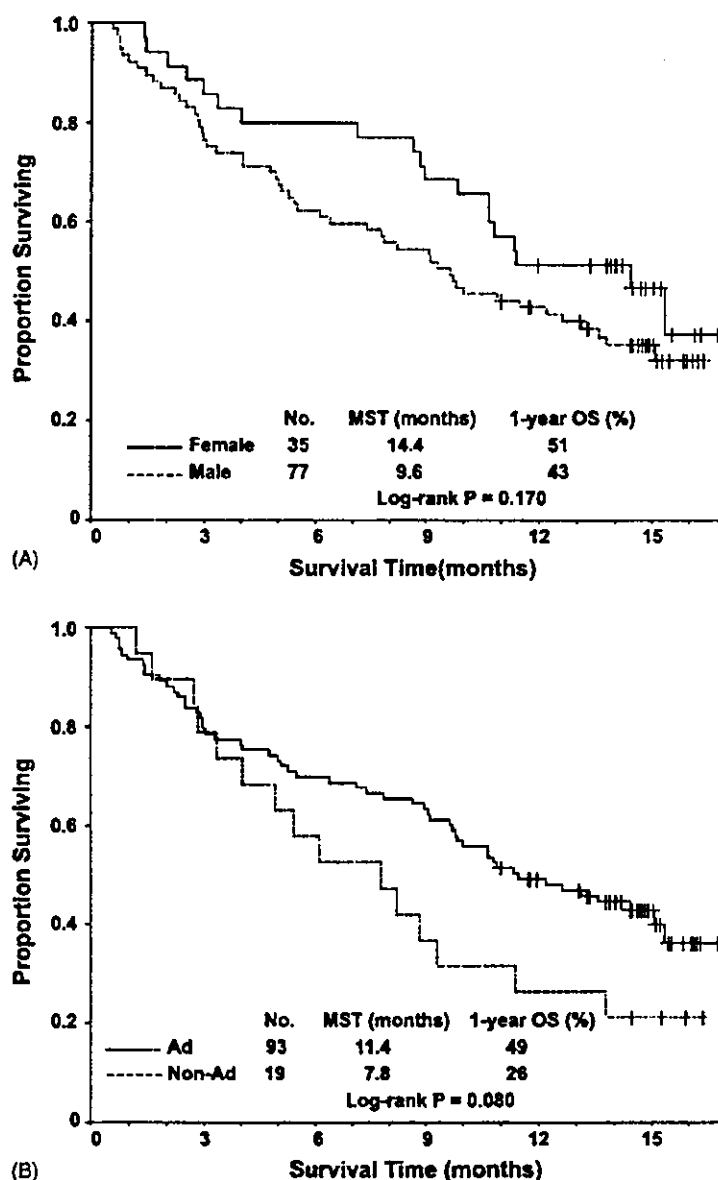 1.0
0.8
0.6
0.4
0.2
0
Proportion Surviving
No. MST (months) 1-year OS (%)
Female 35 14.4 51
Male 77 9.6 43
Log-rank P = 0.170
0 3 6 9 12 15
Survival Time(months)
(A)
1.0
0.8
0.6
0.4
0.2
0
Proportion Surviving
No. MST (months) 1-year OS (%)
Ad 93 11.4 49
Non-Ad 19 7.8 26
Log-rank P = 0.080
0 3 6 9 12 15
Survival Time (months)
(B)